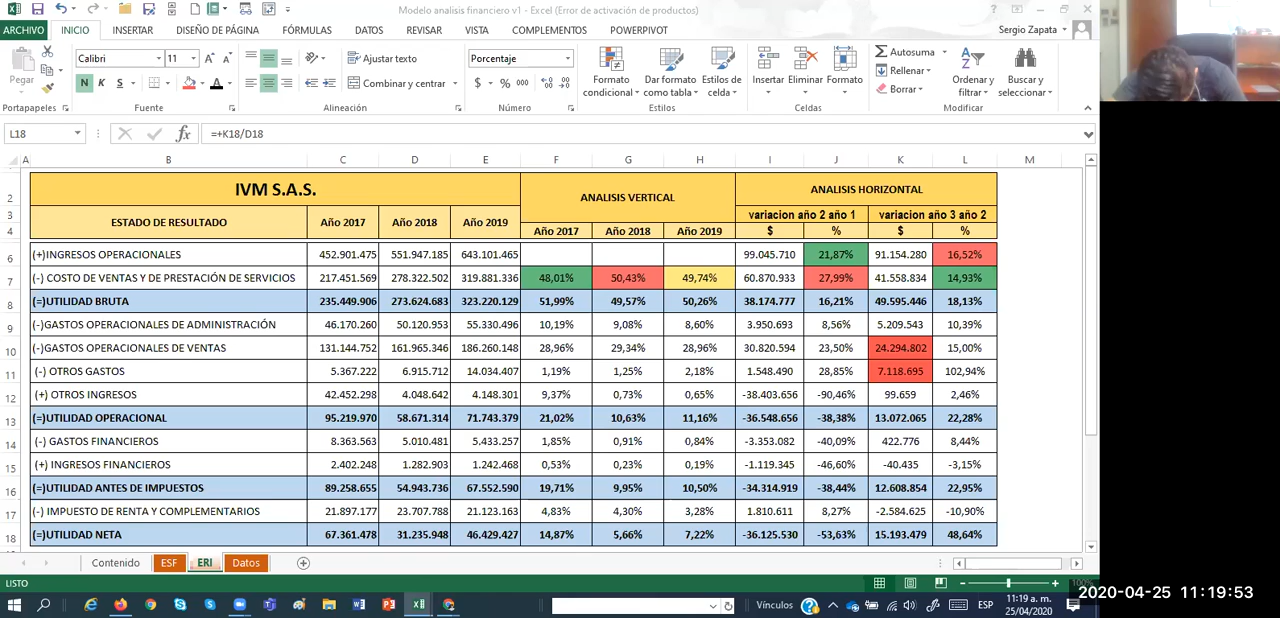 Modelo analisis financiero v1 - Excel (Error de activación de productos)
ARCHIVO INICIO INSERTAR DISEÑO DE PÁGINA FÓRMULAS DATOS REVISAR VISTA COMPLEMENTOS POWERPIVOT Sergio Zapata
Pegar Calibri 11 Ajustar texto Porcentaje Formato condicional Dar formato como tabla Estilos de celda Insertar Eliminar Formato Autosuma Ordenar y filtrar Buscar y seleccionar
N K S Combinar y centrar $ % 000 Rellenar
Borrar
Portapapeles Fuente Alineación Número Estilos Celdas Modificar
L18 fx =+K18/D18
A B C D E F G H I J K L M
2 IVM S.A.S. ANALISIS VERTICAL ANALISIS HORIZONTAL
3 ESTADO DE RESULTADO Año 2017 Año 2018 Año 2019 variacion año 2 año 1 variacion año 3 año 2
4 Año 2017 Año 2018 Año 2019 $ % $ %
6 (+)INGRESOS OPERACIONALES 452.901.475 551.947.185 643.101.465 99.045.710 21,87% 91.154.280 16,52%
7 (-) COSTO DE VENTAS Y DE PRESTACIÓN DE SERVICIOS 217.451.569 278.322.502 319.881.336 48,01% 50,43% 49,74% 60.870.933 27,99% 41.558.834 14,93%
8 (=)UTILIDAD BRUTA 235.449.906 273.624.683 323.220.129 51,99% 49,57% 50,26% 38.174.777 16,21% 49.595.446 18,13%
9 (-)GASTOS OPERACIONALES DE ADMINISTRACIÓN 46.170.260 50.120.953 55.330.496 10,19% 9,08% 8,60% 3.950.693 8,56% 5.209.543 10,39%
10 (-)GASTOS OPERACIONALES DE VENTAS 131.144.752 161.965.346 186.260.148 28,96% 29,34% 28,96% 30.820.594 23,50% 24.294.802 15,00%
11 (-) OTROS GASTOS 5.367.222 6.915.712 14.034.407 1,19% 1,25% 2,18% 1.548.490 28,85% 7.118.695 102,94%
12 (+) OTROS INGRESOS 42.452.298 4.048.642 4.148.301 9,37% 0,73% 0,65% -38.403.656 -90,46% 99.659 2,46%
13 (=)UTILIDAD OPERACIONAL 95.219.970 58.671.314 71.743.379 21,02% 10,63% 11,16% -36.548.656 -38,38% 13.072.065 22,28%
14 (-) GASTOS FINANCIEROS 8.363.563 5.010.481 5.433.257 1,85% 0,91% 0,84% -3.353.082 -40,09% 422.776 8,44%
15 (+) INGRESOS FINANCIEROS 2.402.248 1.282.903 1.242.468 0,53% 0,23% 0,19% -1.119.345 -46,60% -40.435 -3,15%
16 (=)UTILIDAD ANTES DE IMPUESTOS 89.258.655 54.943.736 67.552.590 19,71% 9,95% 10,50% -34.314.919 -38,44% 12.608.854 22,95%
17 (-) IMPUESTO DE RENTA Y COMPLEMENTARIOS 21.897.177 23.707.788 21.123.163 4,83% 4,30% 3,28% 1.810.611 8,27% -2.584.625 -10,90%
18 (=)UTILIDAD NETA 67.361.478 31.235.948 46.429.427 14,87% 5,66% 7,22% -36.125.530 -53,63% 15.193.479 48,64%
Contenido ESF ERI Datos
LISTO 100%
Vínculos ESP 11:19 a. m.
25/04/2020
2020-04-25 11:19:53